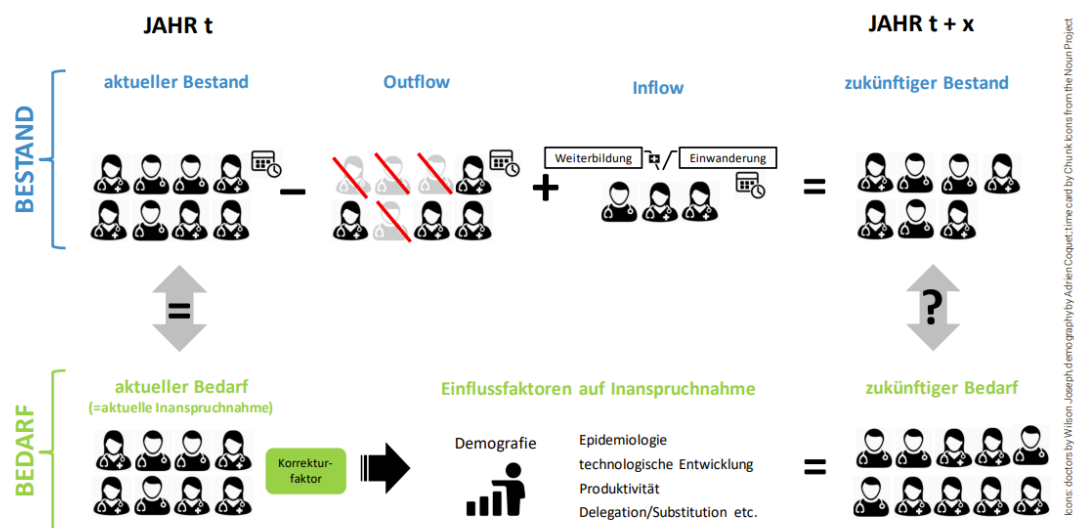 JAHR t
JAHR t + x
BESTAND
aktueller Bestand
Outflow
Inflow
zukünftiger Bestand
Weiterbildung
Einwanderung
–
+
=
=
?
BEDARF
aktueller Bedarf
(=aktuelle Inanspruchnahme)
Einflussfaktoren auf Inanspruchnahme
zukünftiger Bedarf
Korrektur-
faktor
Demografie
Epidemiologie
technologische Entwicklung
Produktivität
Delegation/Substitution etc.
=
Icons: doctors by Wilson Joseph,demography by Adrien Coquet; time card by Chunk Icons from the Noun Project